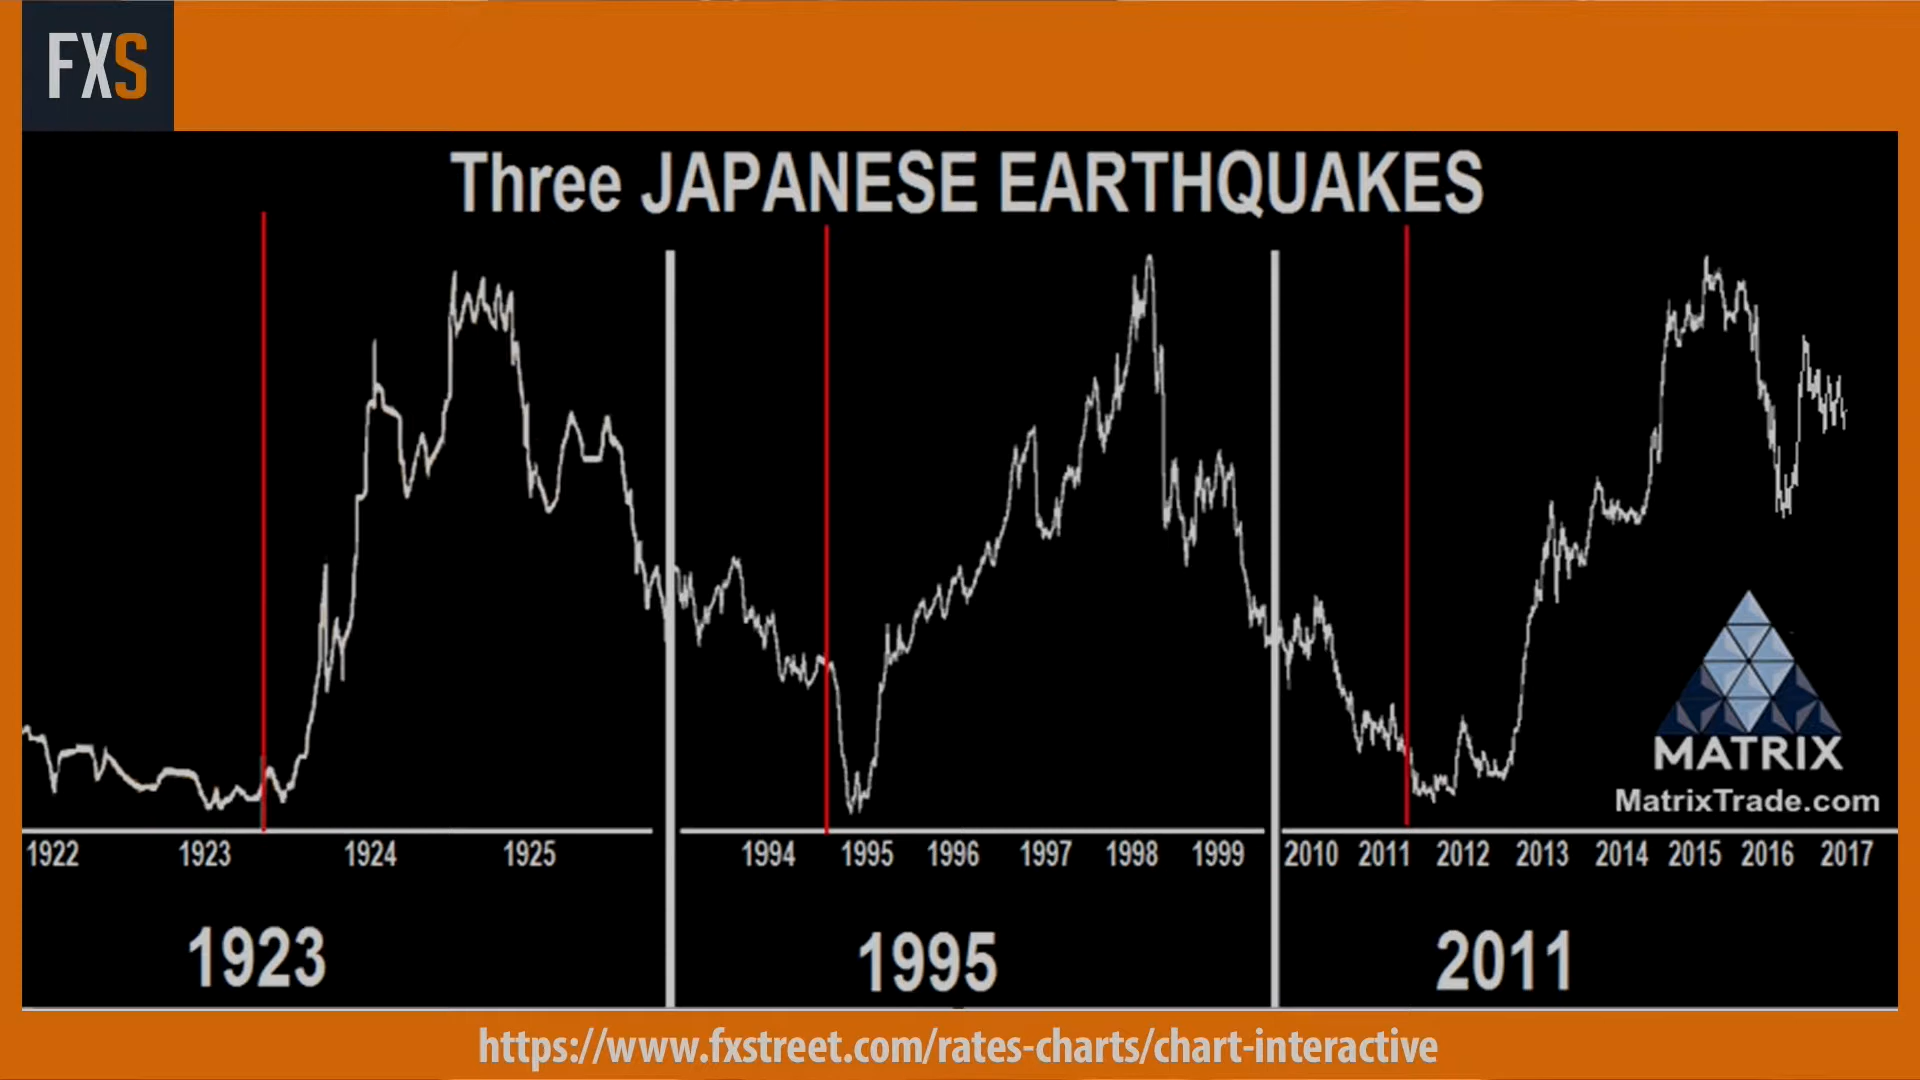 FXS
Three JAPANESE EARTHQUAKES
MATRIX
MatrixTrade.com
1922 1923 1924 1925 1994 1995 1996 1997 1998 1999 2010 2011 2012 2013 2014 2015 2016 2017
1923 1995 2011
https://www.fxstreet.com/rates-charts/chart-interactive